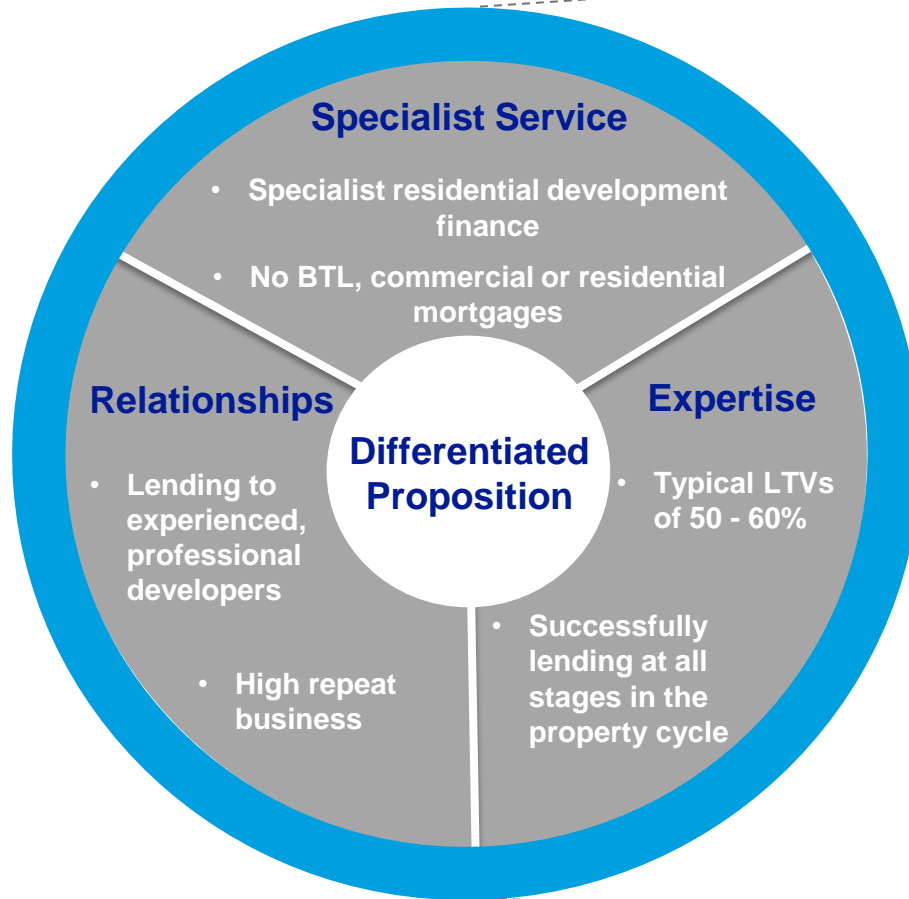 Specialist Service
• Specialist residential development
finance
• No BTL, commercial or residential
mortgages
Relationships
• Lending to
experienced,
professional
developers
• High repeat
business
Differentiated
Proposition
Expertise
• Typical LTVs
of 50 - 60%
• Successfully
lending at all
stages in the
property cycle